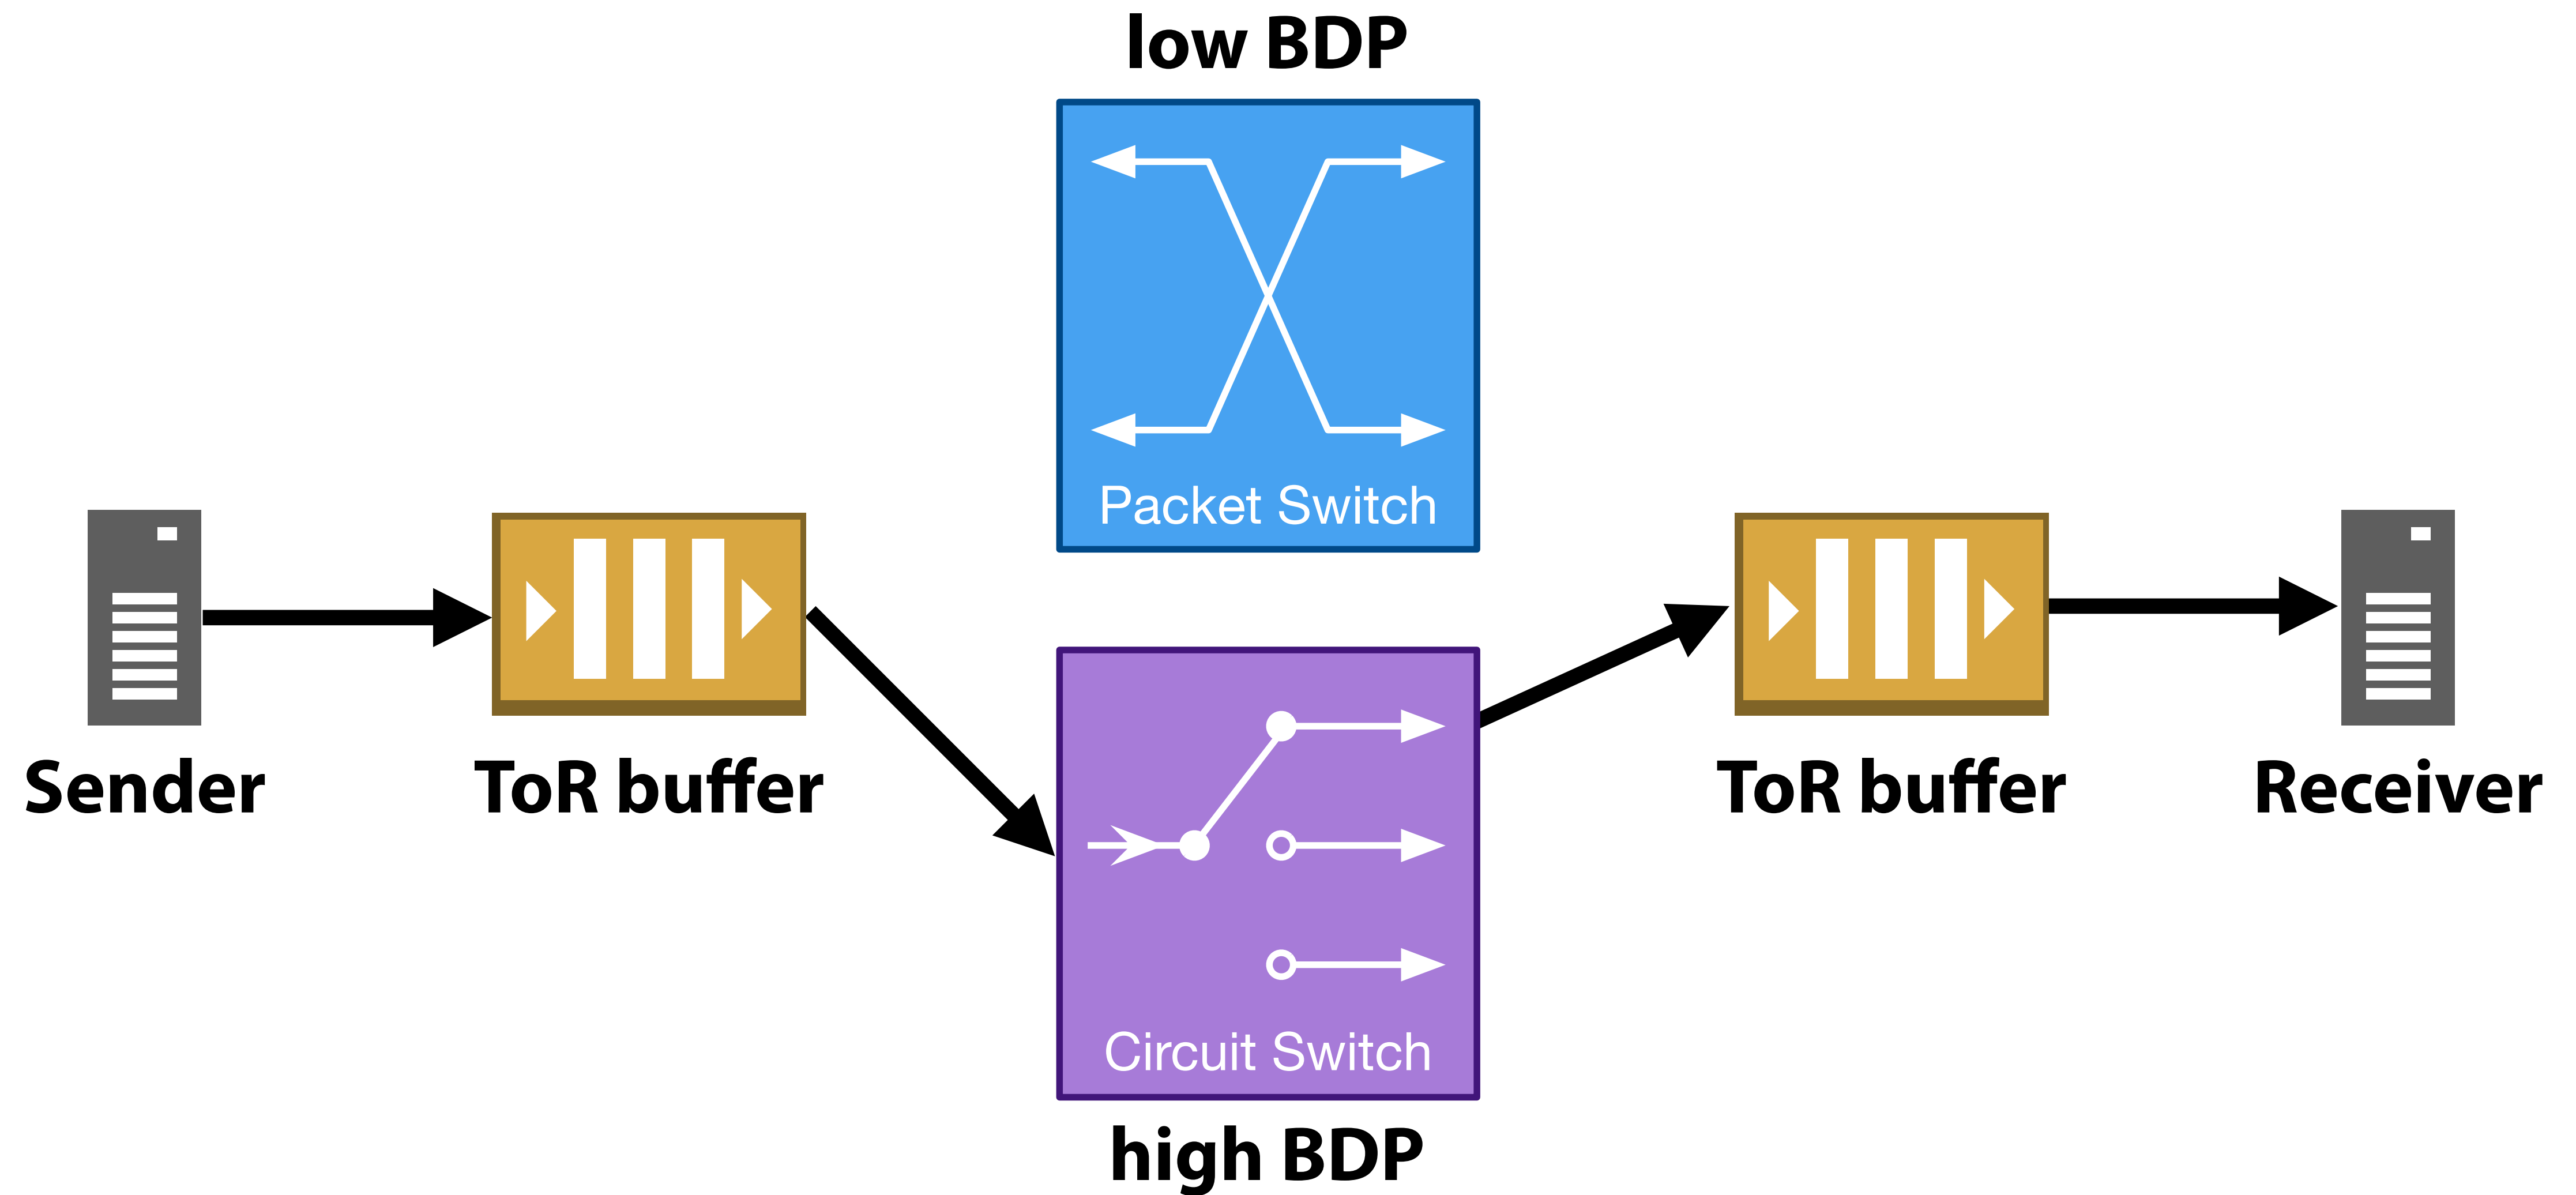 low BDP
Packet Switch
Sender
ToR buffer
ToR buffer
Receiver
Circuit Switch
high BDP